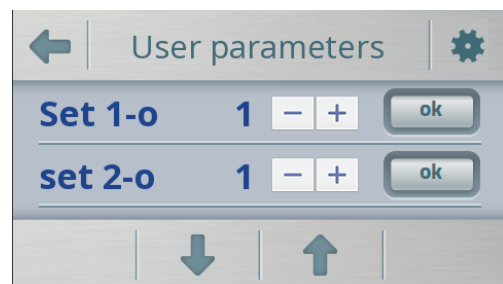 User parameters
Set 1-o 1 - + ok
set 2-o 1 - + ok